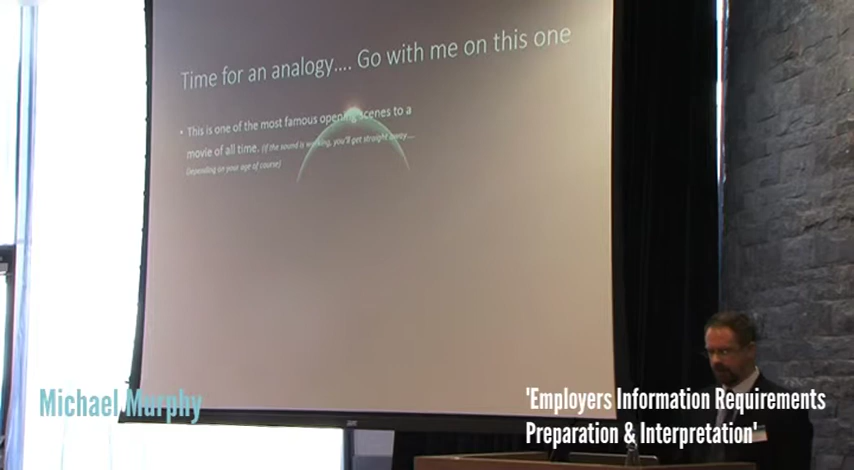 Time for an analogy.... Go with me on this one
• This is one of the most famous opening scenes to a
movie of all time. (If the sound is working, you'll get straight away...
Depending on your age of course)
Michael Murphy
'Employers Information Requirements
Preparation & Interpretation'